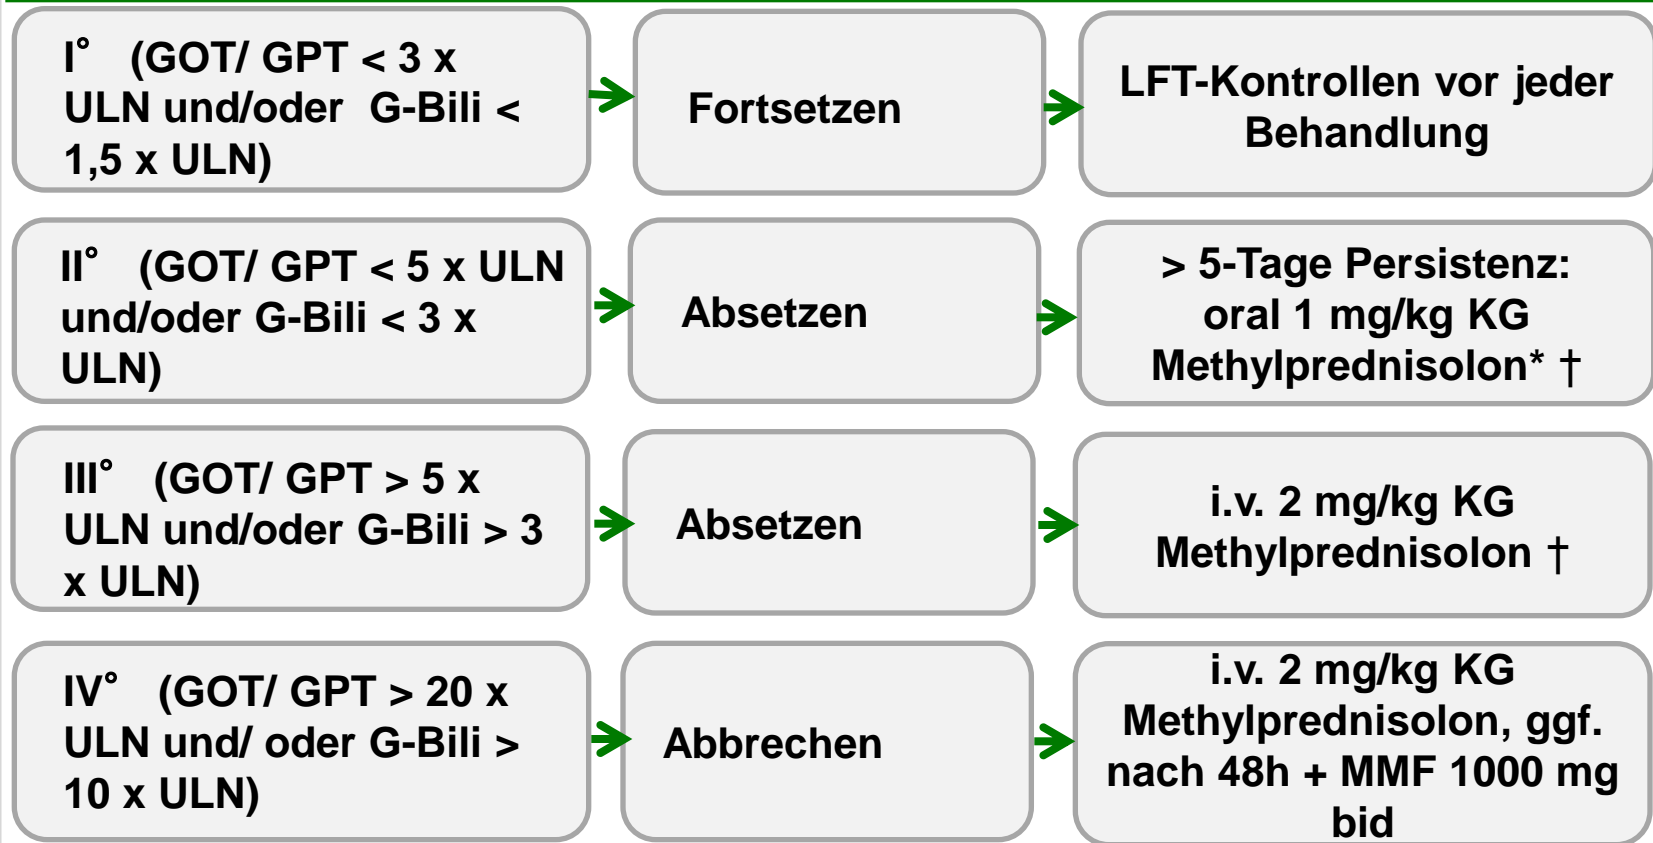 I° (GOT/ GPT < 3 x
ULN und/oder G-Bili <
1,5 x ULN)
Fortsetzen
LFT-Kontrollen vor jeder
Behandlung
II° (GOT/ GPT < 5 x ULN
und/oder G-Bili < 3 x
ULN)
Absetzen
> 5-Tage Persistenz:
oral 1 mg/kg KG
Methylprednisolon* †
III° (GOT/ GPT > 5 x
ULN und/oder G-Bili > 3
x ULN)
Absetzen
i.v. 2 mg/kg KG
Methylprednisolon †
IV° (GOT/ GPT > 20 x
ULN und/ oder G-Bili >
10 x ULN)
Abbrechen
i.v. 2 mg/kg KG
Methylprednisolon, ggf.
nach 48h + MMF 1000 mg
bid